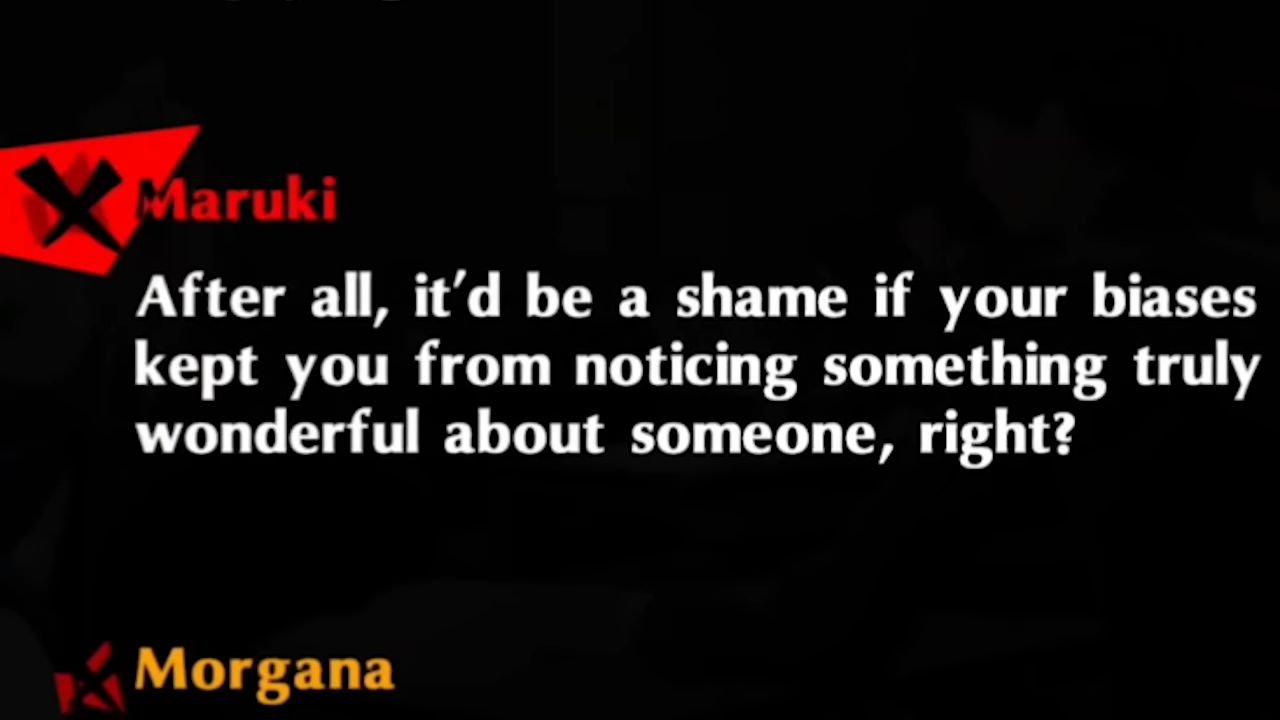 Maruki
After all, it'd be a shame if your biases
kept you from noticing something truly
wonderful about someone, right?
Morgana